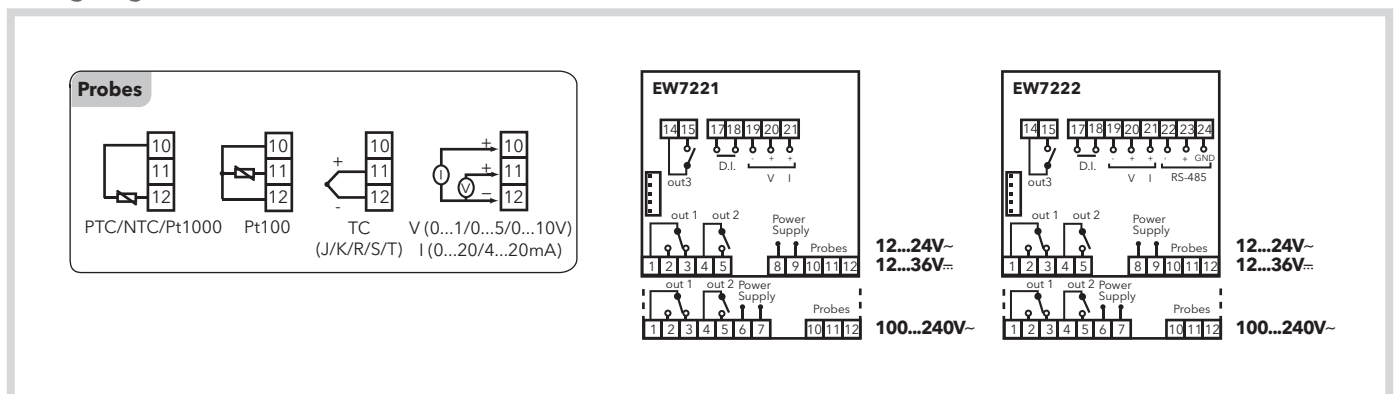 Probes
10
11
12
PTC/NTC/Pt1000
10
11
12
Pt100
+
-
10
11
12
TC
(J/K/R/S/T)
+
+
−
I
V
10
11
12
V (0...1/0...5/0...10V)
I (0...20/4...20mA)
EW7221
14 15 17 18 19 20 21
- + +
D.I. V I
out3
out 1 out 2 Power
Supply
Probes
1 2 3 4 5 8 9 10 11 12
12...24V~
12...36V⎓
out 1 out 2 Power
Supply
Probes
1 2 3 4 5 6 7 10 11 12
100...240V~
EW7222
14 15 17 18 19 20 21 22 23 24
- + + - + GND
D.I. V I RS-485
out3
out 1 out 2 Power
Supply
Probes
1 2 3 4 5 8 9 10 11 12
12...24V~
12...36V⎓
out 1 out 2 Power
Supply
Probes
1 2 3 4 5 6 7 10 11 12
100...240V~